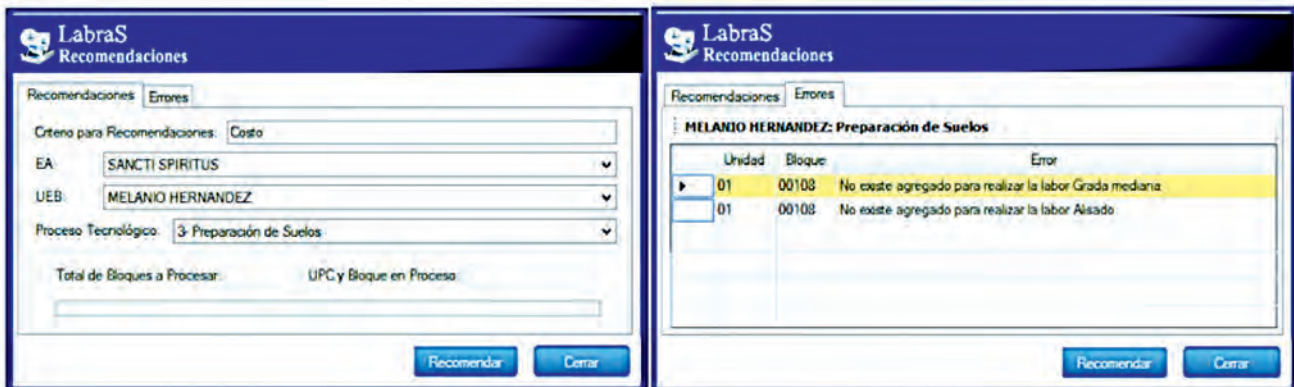 LabraS
Recomendaciones
Recomendaciones Errores
Criterio para Recomendaciones: Costo
EA: SANCTI SPIRITUS
UEB: MELANIO HERNANDEZ
Proceso Tecnológico: 3- Preparación de Suelos
Total de Bloques a Procesar: UPC y Bloque en Proceso:
Recomendar Cerrar
LabraS
Recomendaciones
Recomendaciones Errores
MELANIO HERNANDEZ: Preparación de Suelos
Unidad Bloque Error
01 00108 No existe agregado para realizar la labor Grada mediana
01 00108 No existe agregado para realizar la labor Alisado
Recomendar Cerrar